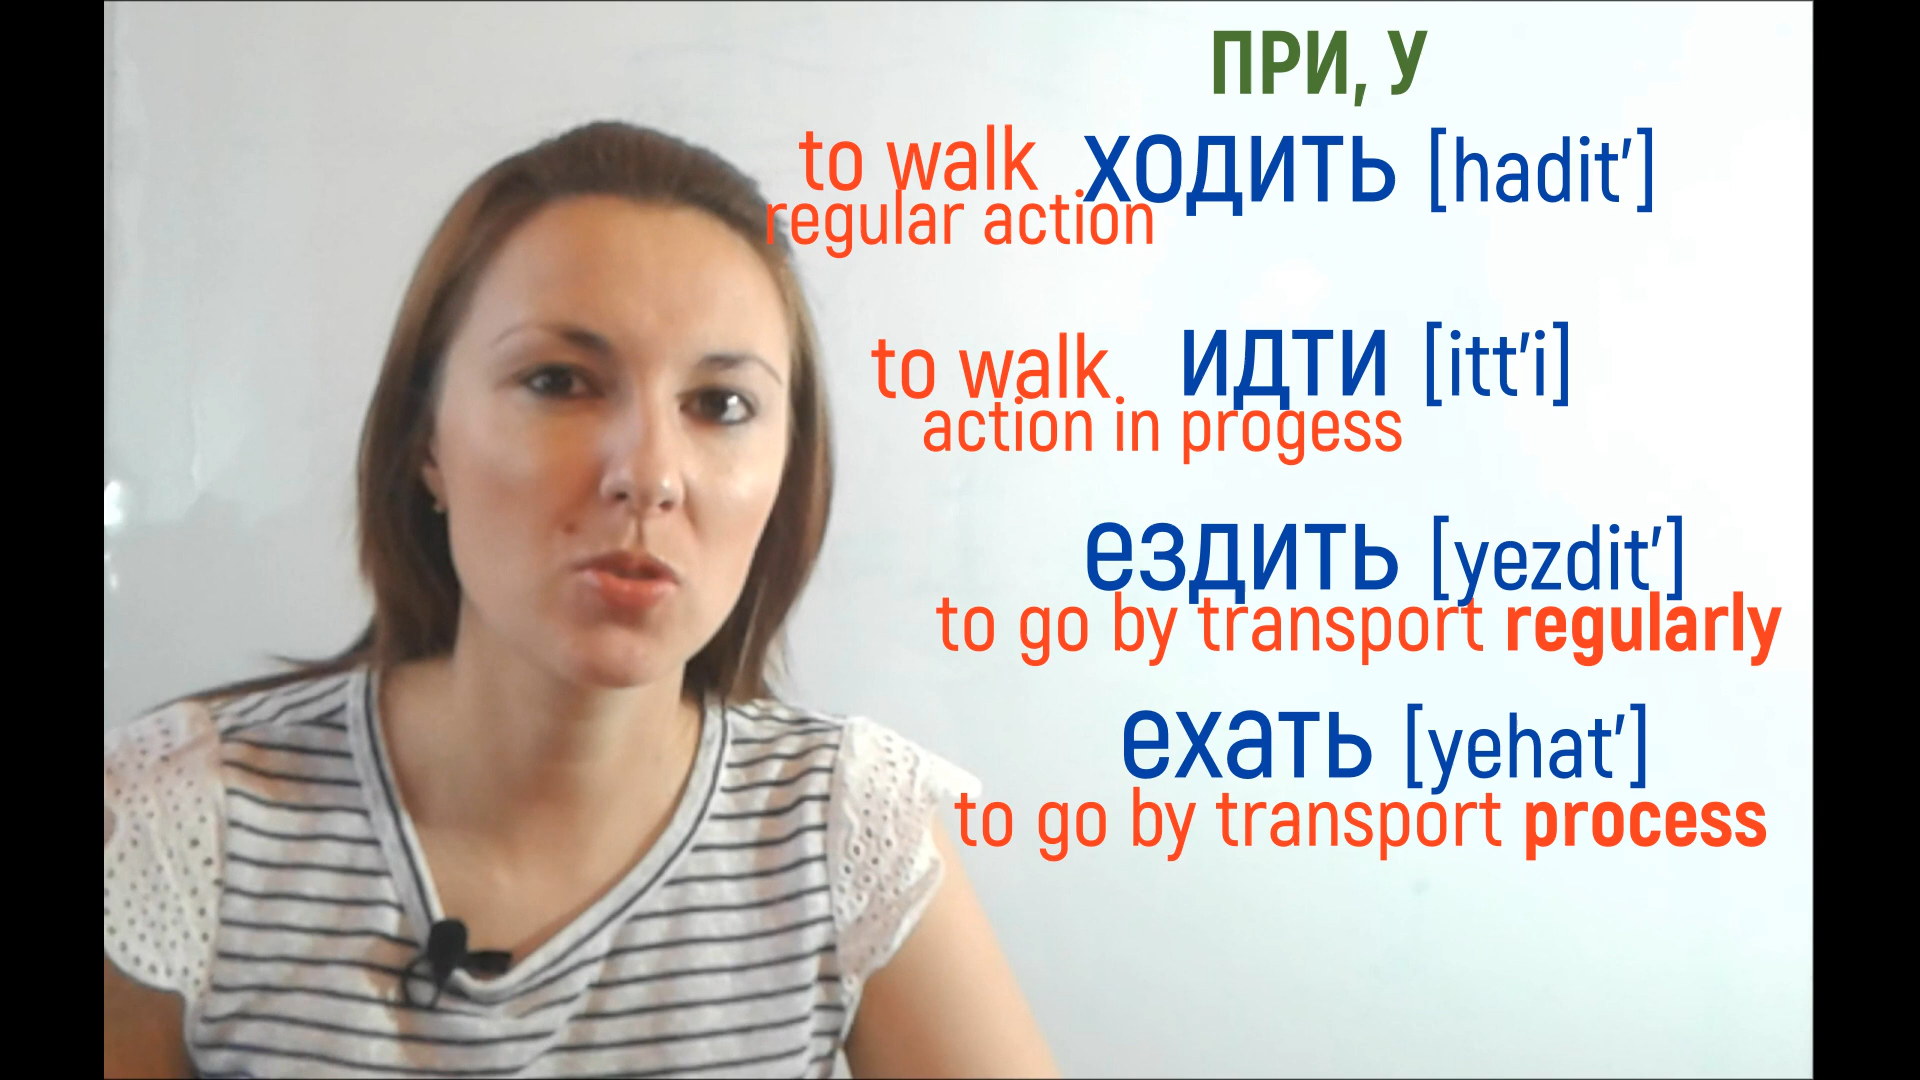 ПРИ, У
to walk ХОДИТЬ [hadit']
regular action
to walk ИДТИ [itt'i]
action in progess
ЕЗДИТЬ [yezdit']
to go by transport regularly
ЕХАТЬ [yehat']
to go by transport process